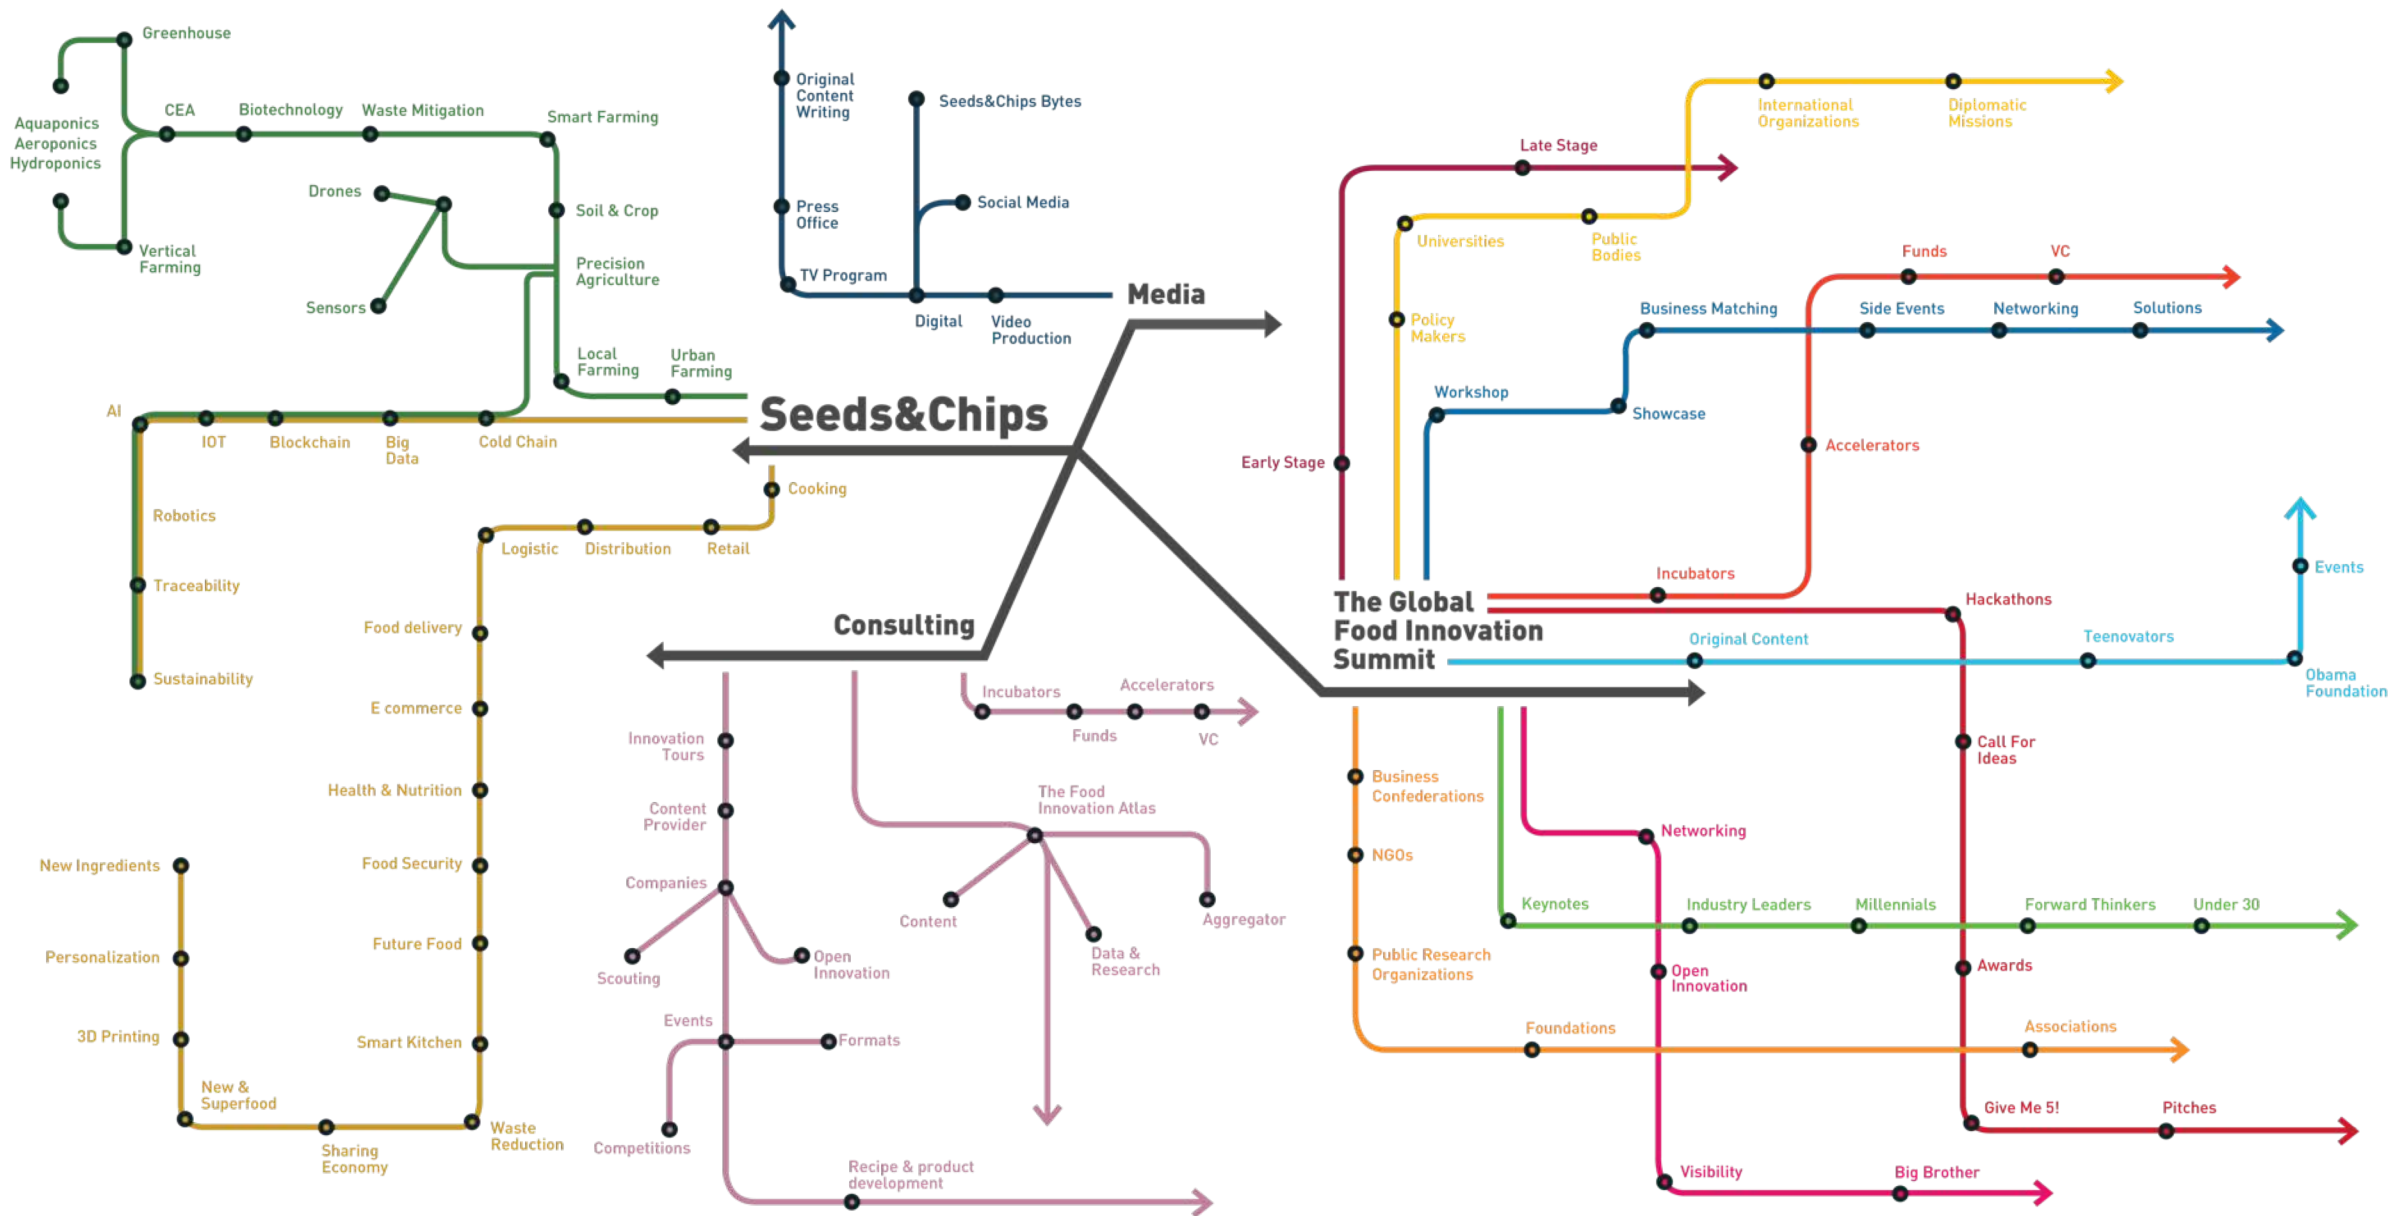 Greenhouse
Aquaponics
Aeroponics
Hydroponics
CEA
Biotechnology
Waste Mitigation
Smart Farming
Vertical
Farming
Drones
Sensors
Soil & Crop
Precision
Agriculture
Local
Farming
Urban
Farming
Original
Content
Writing
Press
Office
TV Program
Seeds&Chips Bytes
Social Media
Digital
Video
Production
Media
Seeds&Chips
AI
IOT
Blockchain
Big
Data
Cold Chain
Robotics
Traceability
Sustainability
Cooking
Retail
Distribution
Logistic
Food delivery
E commerce
Health & Nutrition
Food Security
Future Food
Smart Kitchen
Waste
Reduction
Sharing
Economy
New &
Superfood
3D Printing
Personalization
New Ingredients
Consulting
Innovation
Tours
Content
Provider
Companies
Scouting
Open
Innovation
Events
Formats
Competitions
Recipe & product
development
Incubators
Funds
Accelerators
VC
The Food
Innovation Atlas
Content
Data &
Research
Aggregator
The Global
Food Innovation
Summit
Early Stage
Late Stage
Policy
Makers
Universities
Public
Bodies
International
Organizations
Diplomatic
Missions
Workshop
Showcase
Business Matching
Side Events
Networking
Solutions
Incubators
Accelerators
Funds
VC
Hackathons
Call For
Ideas
Awards
Give Me 5!
Pitches
Original Content
Teenovators
Obama
Foundation
Events
Business
Confederations
NGOs
Public Research
Organizations
Foundations
Associations
Keynotes
Industry Leaders
Millennials
Forward Thinkers
Under 30
Networking
Open
Innovation
Visibility
Big Brother